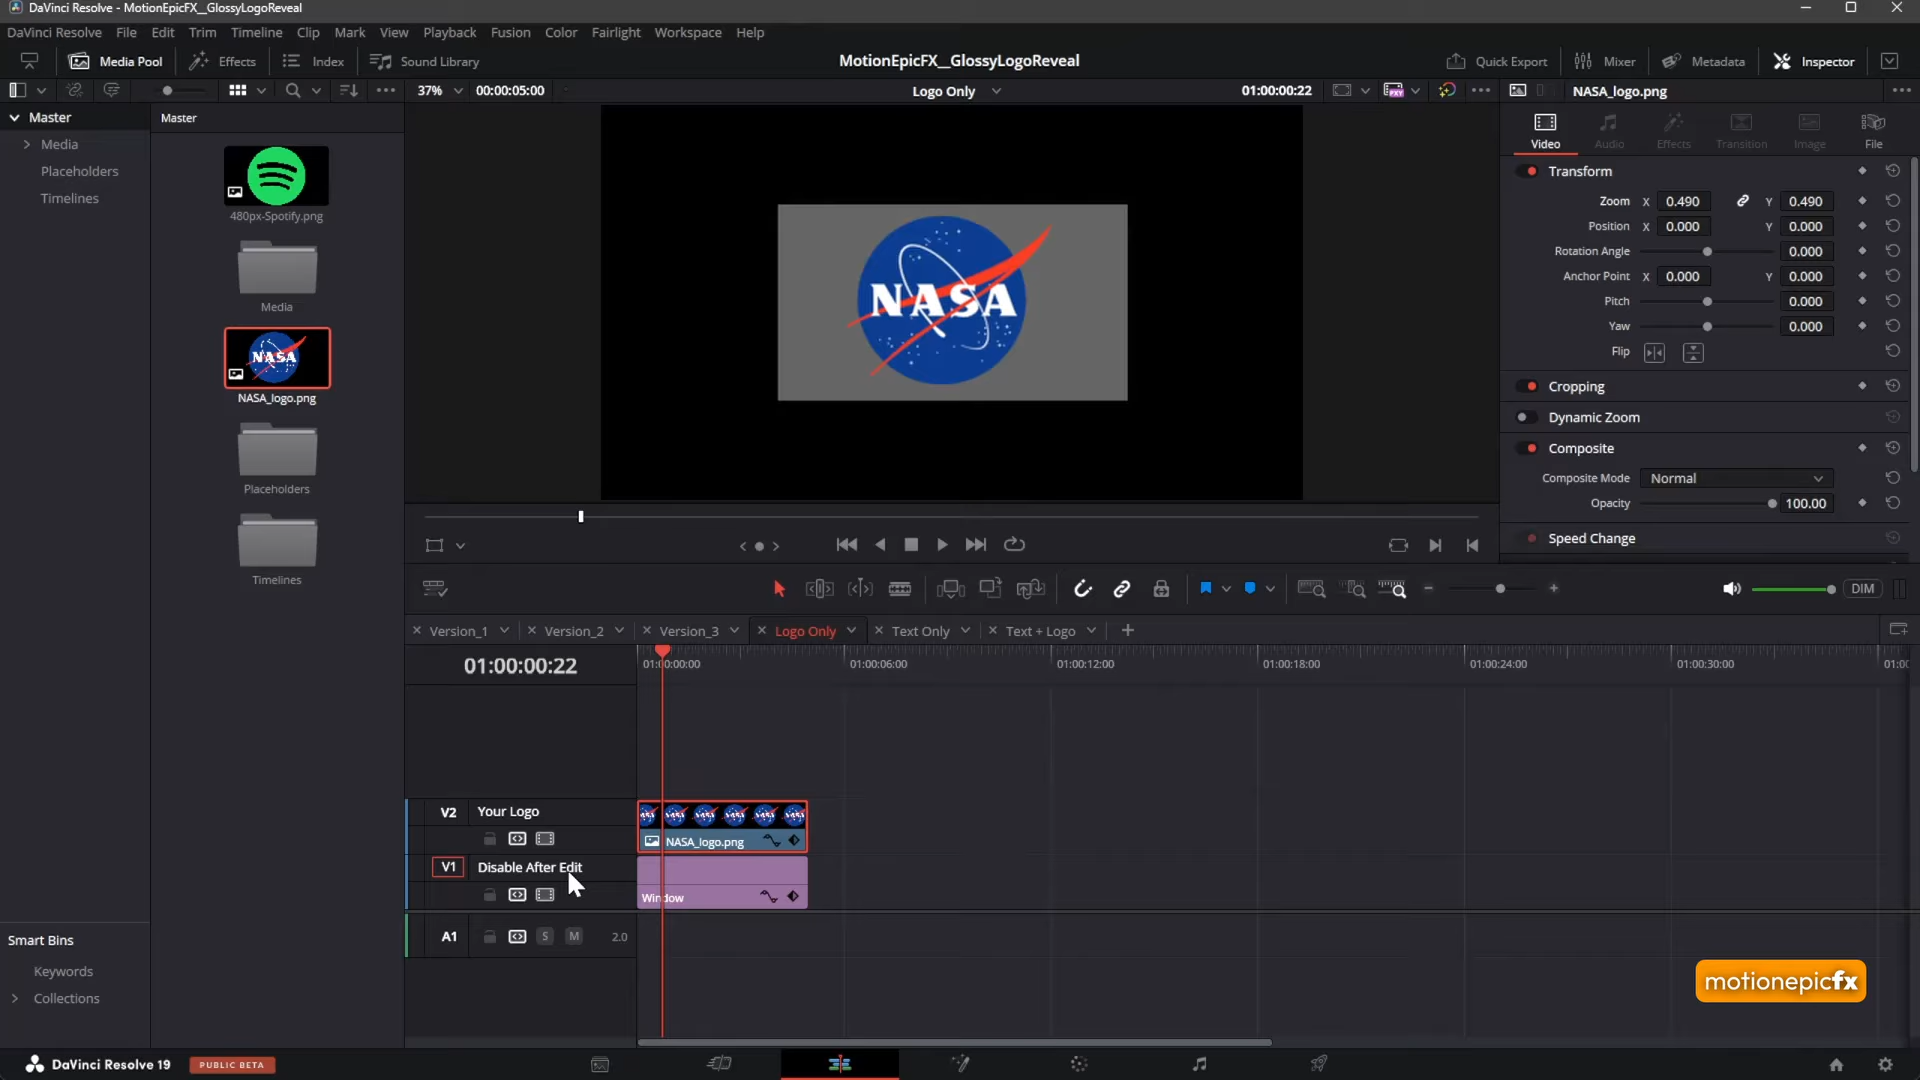 DaVinci Resolve - MotionEpicFX__GlossyLogoReveal
DaVinci Resolve File Edit Trim Timeline Clip Mark View Playback Fusion Color Fairlight Workspace Help
Media Pool Effects Index Sound Library MotionEpicFX__GlossyLogoReveal Quick Export Mixer Metadata Inspector
37% 00:00:05:00 Logo Only 01:00:00:22 NASA_logo.png
Master
Media
Placeholders
Timelines
Master
480px-Spotify.png
Media
NASA
NASA_logo.png
Placeholders
Timelines
NASA
Video Audio Effects Transition Image File
Transform
Zoom X 0.490 Y 0.490
Position X 0.000 Y 0.000
Rotation Angle 0.000
Anchor Point X 0.000 Y 0.000
Pitch 0.000
Yaw 0.000
Flip
Cropping
Dynamic Zoom
Composite
Composite Mode Normal
Opacity 100.00
Speed Change
DIM
Version_1 Version_2 Version_3 Logo Only Text Only Text + Logo
01:00:00:22 01:00:00:00 01:00:06:00 01:00:12:00 01:00:18:00 01:00:24:00 01:00:30:00
V2 Your Logo
NASA_logo.png
V1 Disable After Edit
Window
A1 S M 2.0
Smart Bins
Keywords
Collections
motionepicfx
DaVinci Resolve 19 PUBLIC BETA